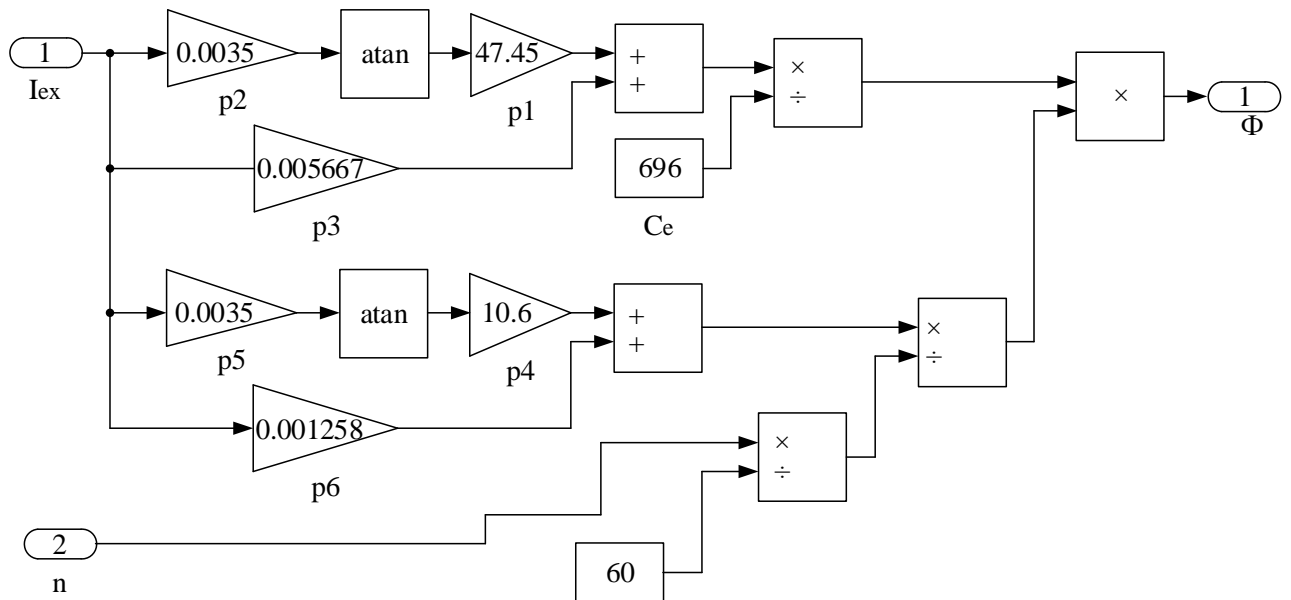 1
Iex
0.0035
p2
atan
47.45
p1
+
+
×
÷
×
1
Φ
0.005667
p3
696
Ce
0.0035
p5
atan
10.6
p4
+
+
×
÷
0.001258
p6
×
÷
2
n
60